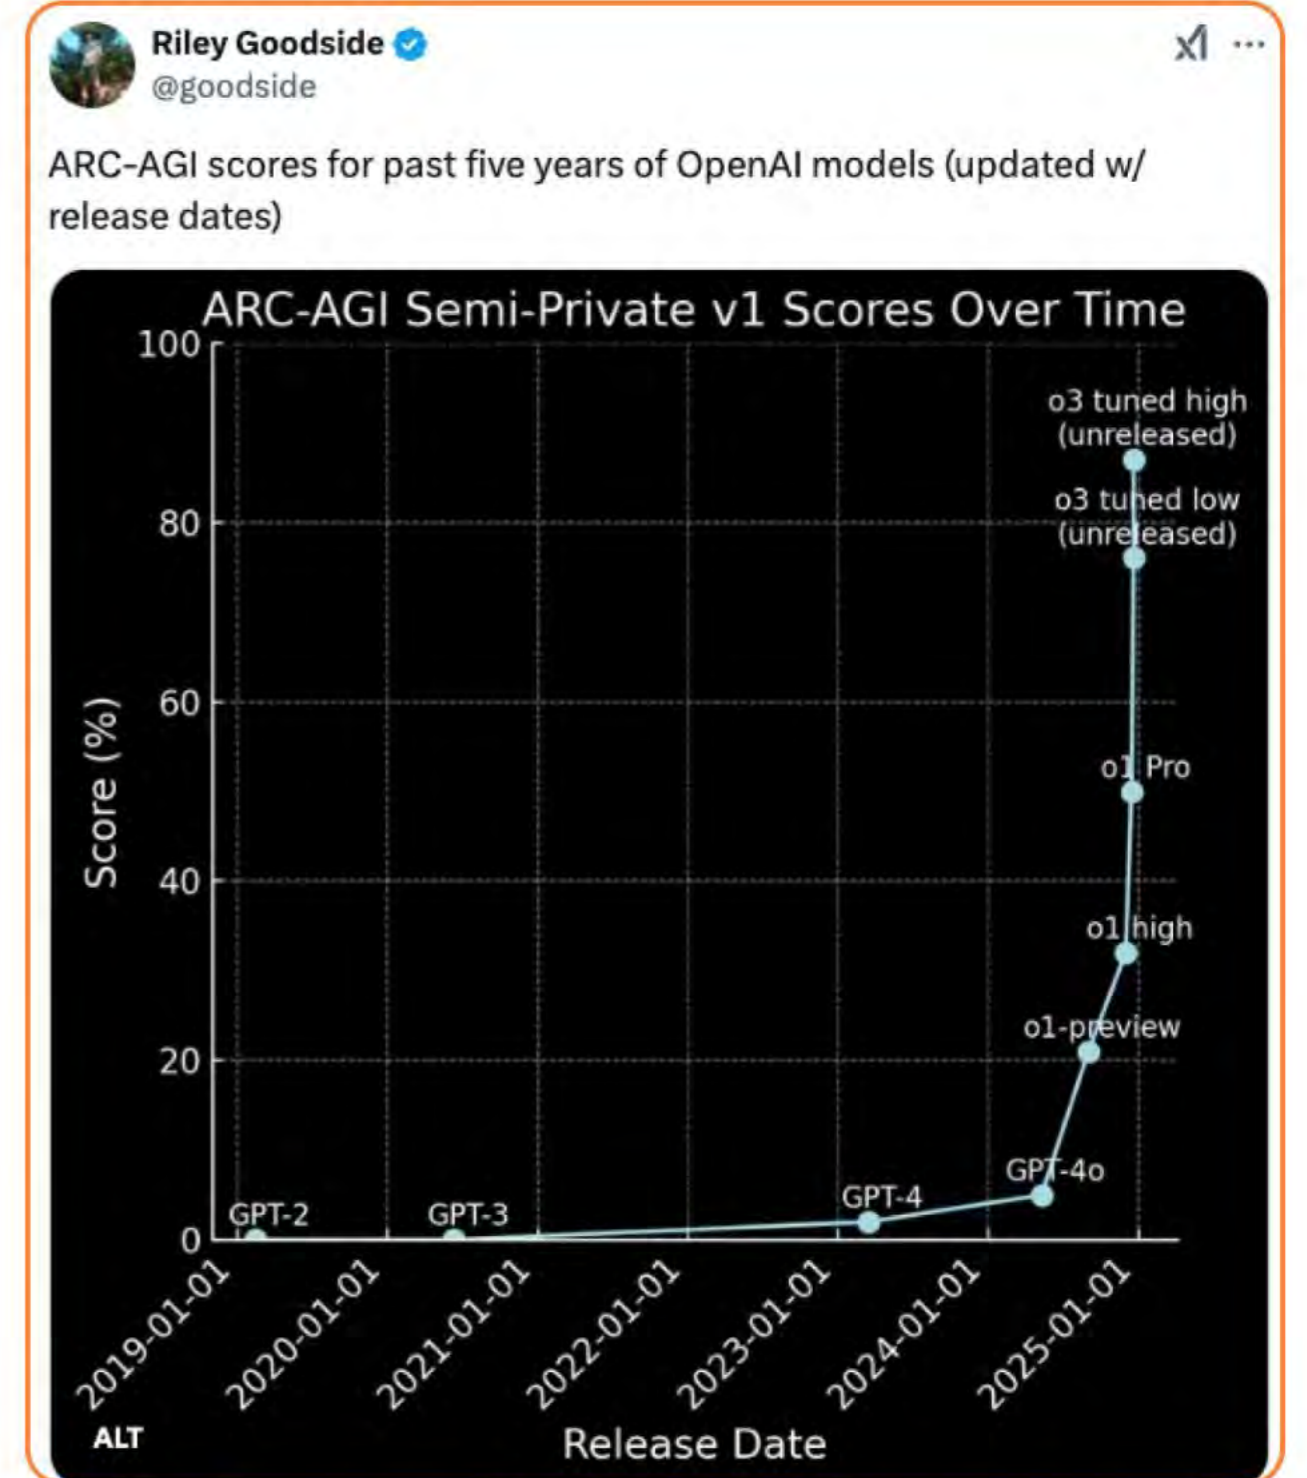 Riley Goodside
@goodside
ARC-AGI scores for past five years of OpenAI models (updated w/
release dates)
ARC-AGI Semi-Private v1 Scores Over Time
100
80
60
40
20
0
Score (%)
o3 tuned high
(unreleased)
o3 tuned low
(unreleased)
o1 Pro
o1 high
o1-preview
GPT-4o
GPT-4
GPT-3
GPT-2
2019-01-01
2020-01-01
2021-01-01
2022-01-01
2023-01-01
2024-01-01
2025-01-01
Release Date
ALT